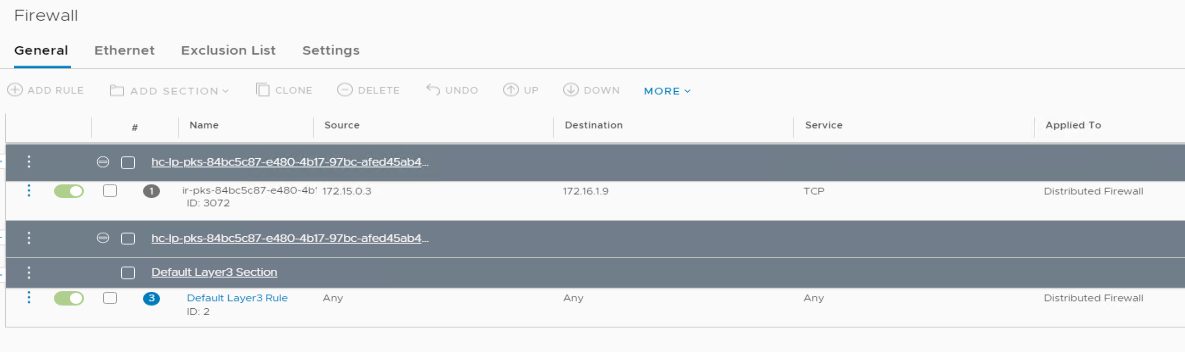 Firewall
General Ethernet Exclusion List Settings
ADD RULE ADD SECTION CLONE DELETE UNDO UP DOWN MORE
# Name Source Destination Service Applied To
hc-lp-pks-84bc5c87-e480-4b17-97bc-afed45ab4...
1 ir-pks-84bc5c87-e480-4b' 172.15.0.3 172.16.1.9 TCP Distributed Firewall
ID: 3072
hc-lp-pks-84bc5c87-e480-4b17-97bc-afed45ab4...
Default Layer3 Section
3 Default Layer3 Rule Any Any Any Distributed Firewall
ID: 2